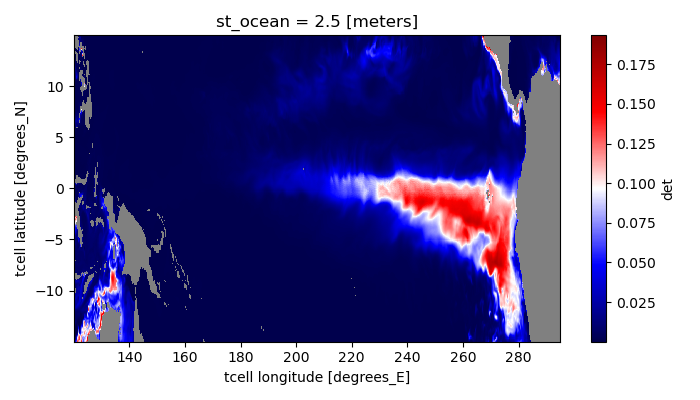 st_ocean = 2.5 [meters]
10
5
0
−5
−10
tcell latitude [degrees_N]
140 160 180 200 220 240 260 280
tcell longitude [degrees_E]
0.175
0.150
0.125
0.100
0.075
0.050
0.025
det